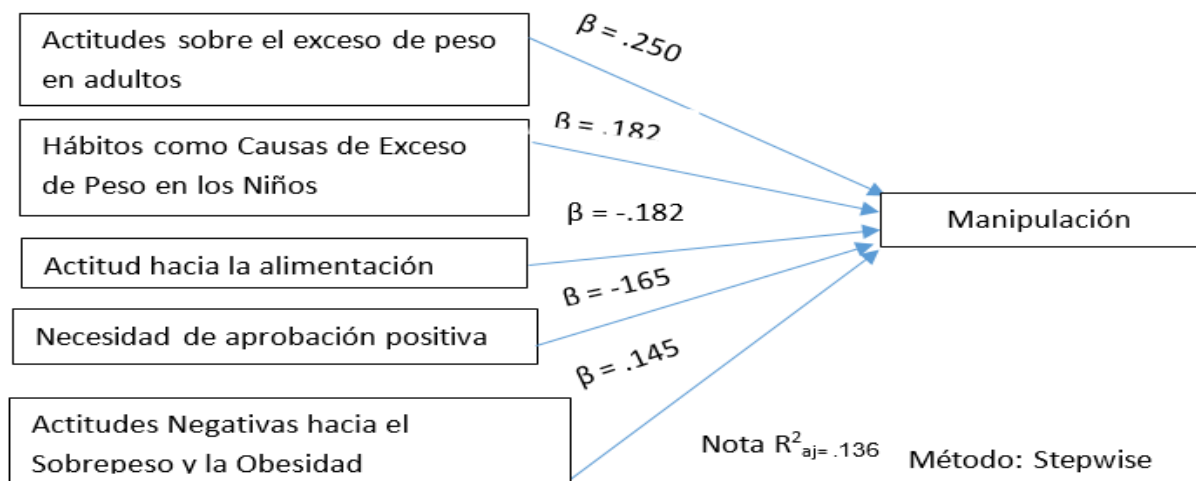 Actitudes sobre el exceso de peso
en adultos
β = .250
Hábitos como Causas de Exceso
de Peso en los Niños
β = .182
β = -.182
Manipulación
Actitud hacia la alimentación
β = -165
Necesidad de aprobación positiva
β = .145
Actitudes Negativas hacia el
Sobrepeso y la Obesidad
Nota R²aj= .136
Método: Stepwise